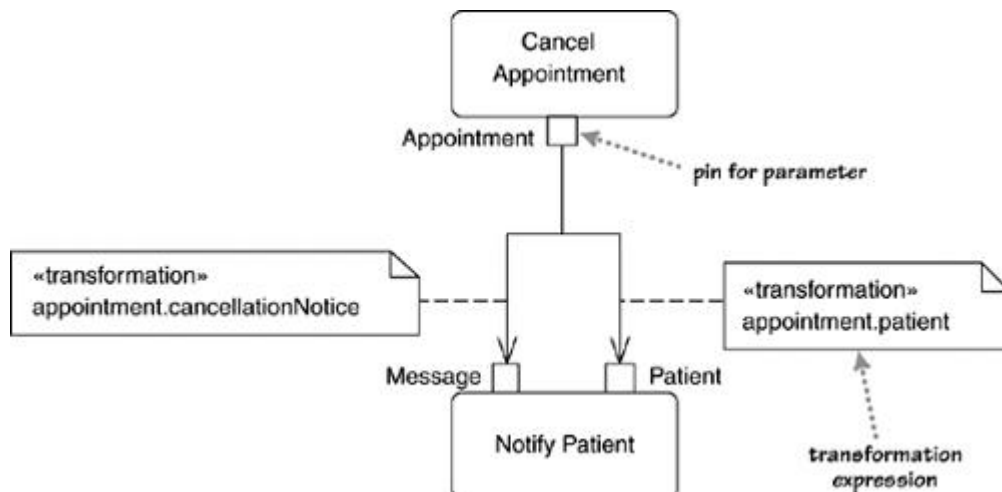 Cancel
Appointment
Appointment
pin for parameter
«transformation»
appointment.cancellationNotice
«transformation»
appointment.patient
Message
Patient
Notify Patient
transformation
expression